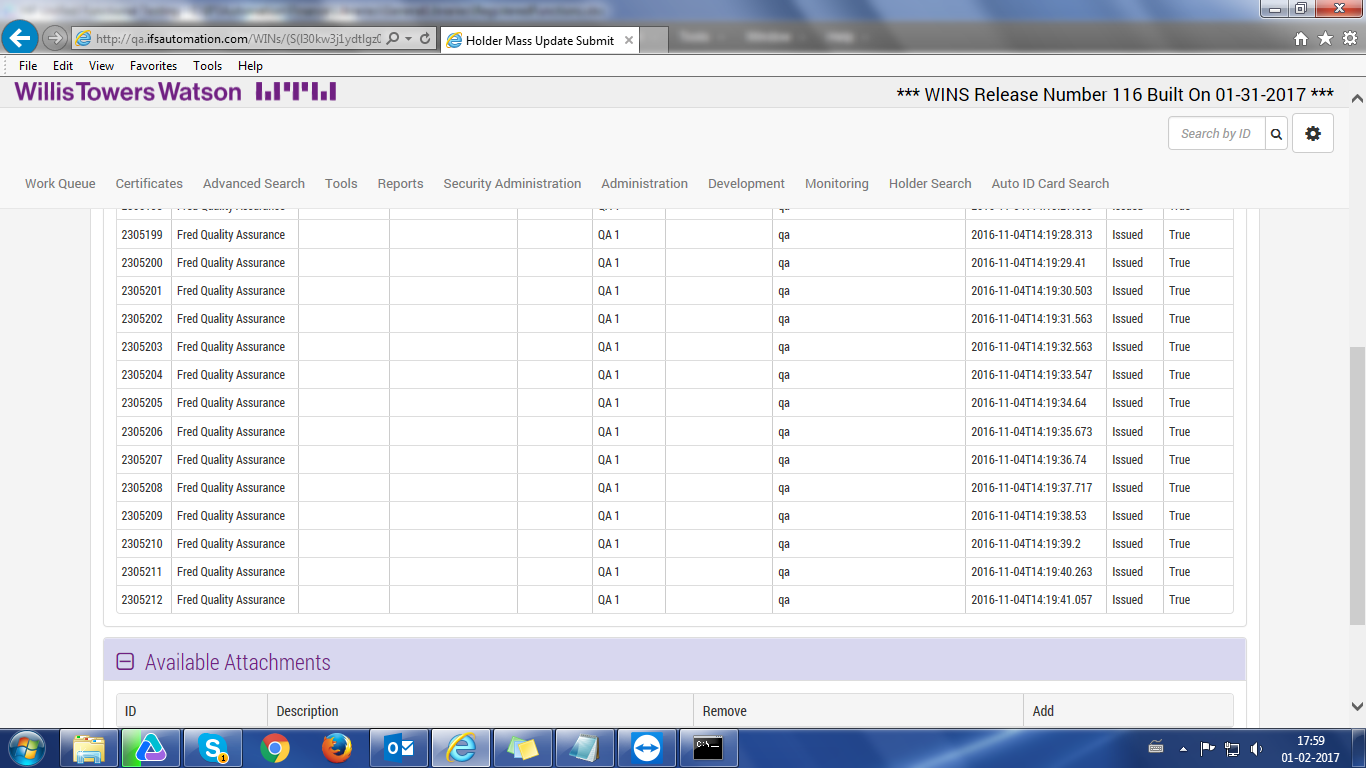 http://qa.ifsautomation.com/WINs/(S(l30kw3j1ydtlgz0
Holder Mass Update Submit
File Edit View Favorites Tools Help
Willis Towers Watson
*** WINS Release Number 116 Built On 01-31-2017 ***
Search by ID
Work Queue Certificates Advanced Search Tools Reports Security Administration Administration Development Monitoring Holder Search Auto ID Card Search
2305199 Fred Quality Assurance QA 1 qa 2016-11-04T14:19:28.313 Issued True
2305200 Fred Quality Assurance QA 1 qa 2016-11-04T14:19:29.41 Issued True
2305201 Fred Quality Assurance QA 1 qa 2016-11-04T14:19:30.503 Issued True
2305202 Fred Quality Assurance QA 1 qa 2016-11-04T14:19:31.563 Issued True
2305203 Fred Quality Assurance QA 1 qa 2016-11-04T14:19:32.563 Issued True
2305204 Fred Quality Assurance QA 1 qa 2016-11-04T14:19:33.547 Issued True
2305205 Fred Quality Assurance QA 1 qa 2016-11-04T14:19:34.64 Issued True
2305206 Fred Quality Assurance QA 1 qa 2016-11-04T14:19:35.673 Issued True
2305207 Fred Quality Assurance QA 1 qa 2016-11-04T14:19:36.74 Issued True
2305208 Fred Quality Assurance QA 1 qa 2016-11-04T14:19:37.717 Issued True
2305209 Fred Quality Assurance QA 1 qa 2016-11-04T14:19:38.53 Issued True
2305210 Fred Quality Assurance QA 1 qa 2016-11-04T14:19:39.2 Issued True
2305211 Fred Quality Assurance QA 1 qa 2016-11-04T14:19:40.263 Issued True
2305212 Fred Quality Assurance QA 1 qa 2016-11-04T14:19:41.057 Issued True
Available Attachments
ID Description Remove Add
17:59
01-02-2017